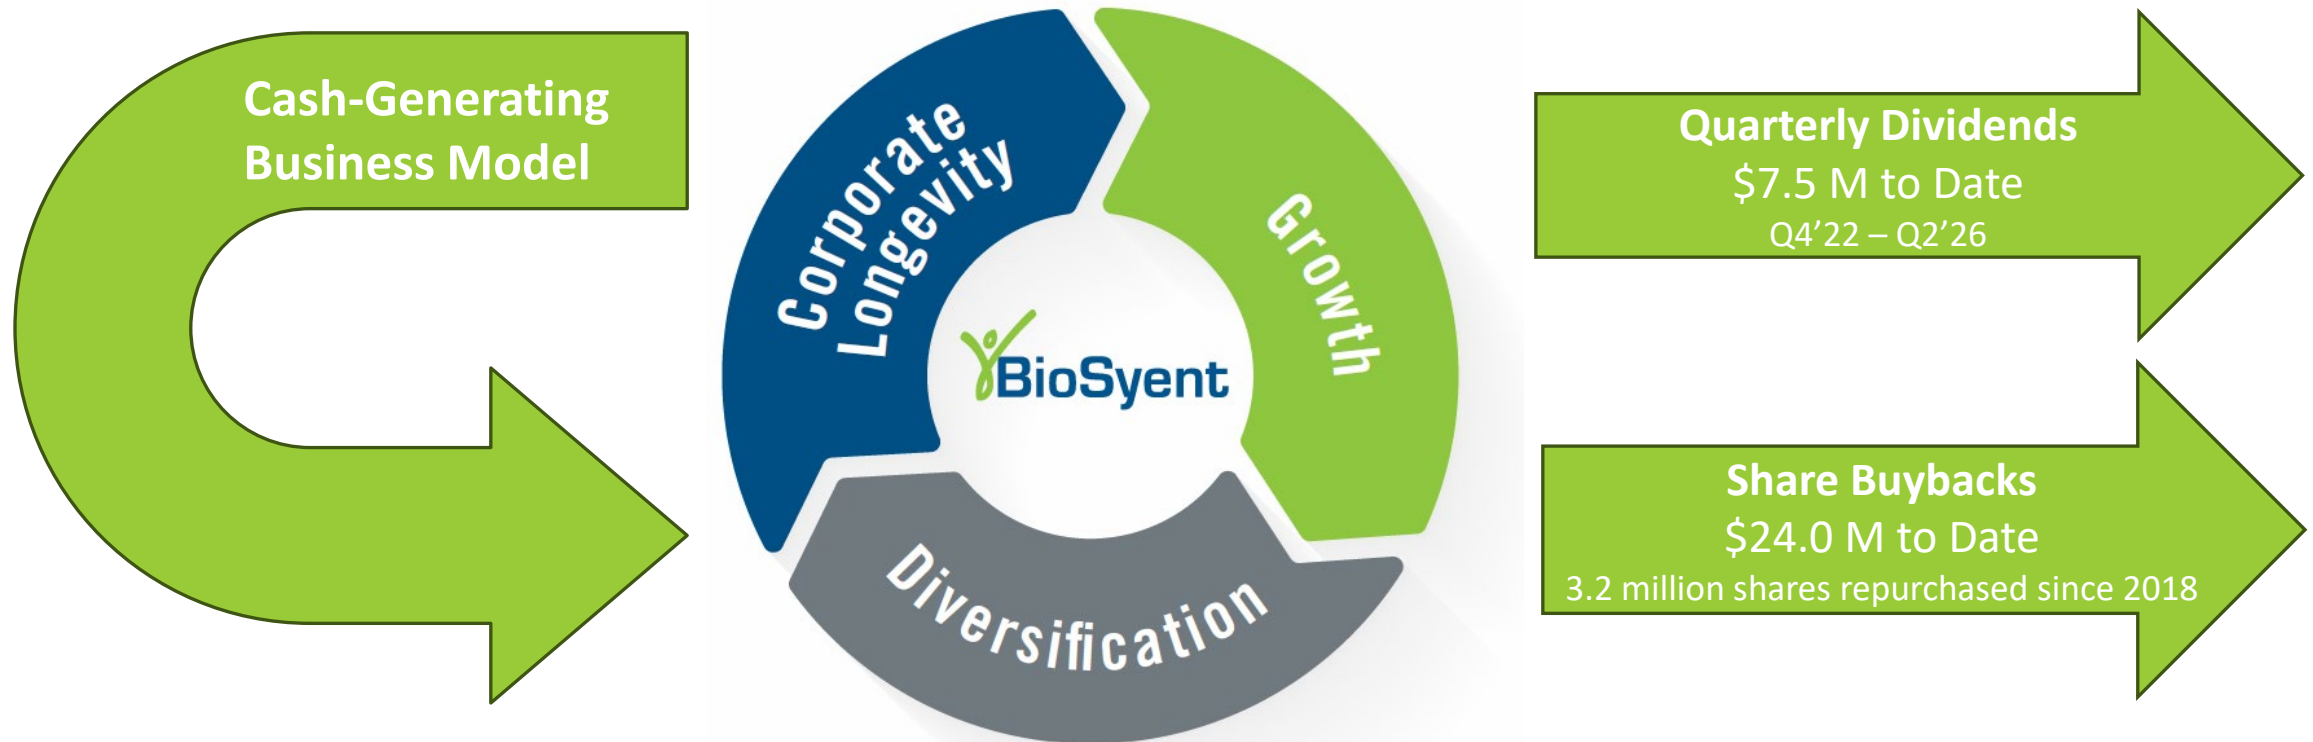 Cash-Generating
Business Model
Corporate
Longevity
Growth
Diversification
BioSyent
Quarterly Dividends
$7.5 M to Date
Q4’22 – Q2’26
Share Buybacks
$24.0 M to Date
3.2 million shares repurchased since 2018